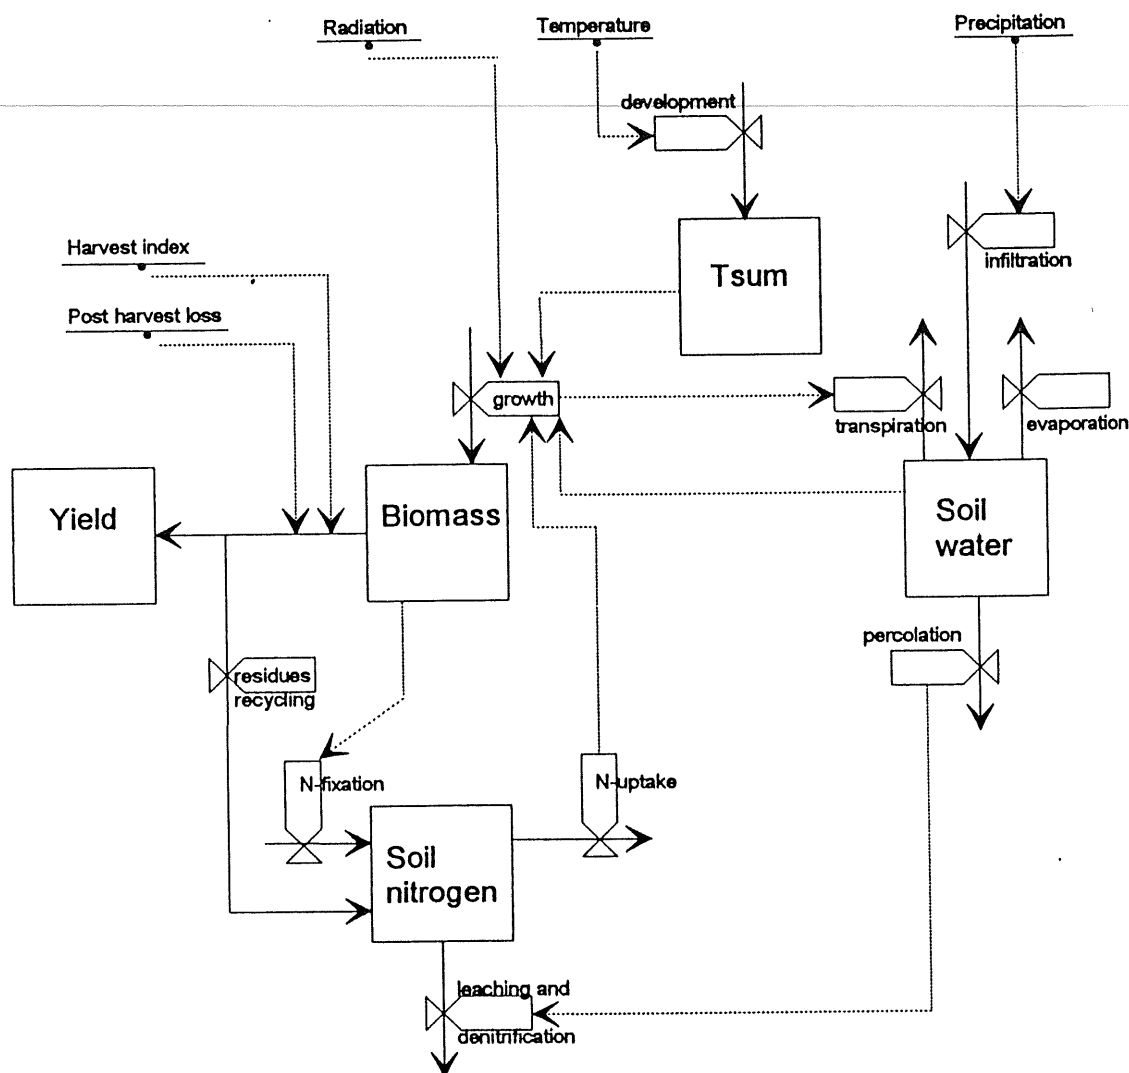 Radiation
Temperature
Precipitation
development
Harvest index
Tsum
infiltration
Post harvest loss
growth
transpiration
evaporation
Yield
Biomass
Soil
water
percolation
residues
recycling
N-fixation
N-uptake
Soil
nitrogen
leaching and
denitrification